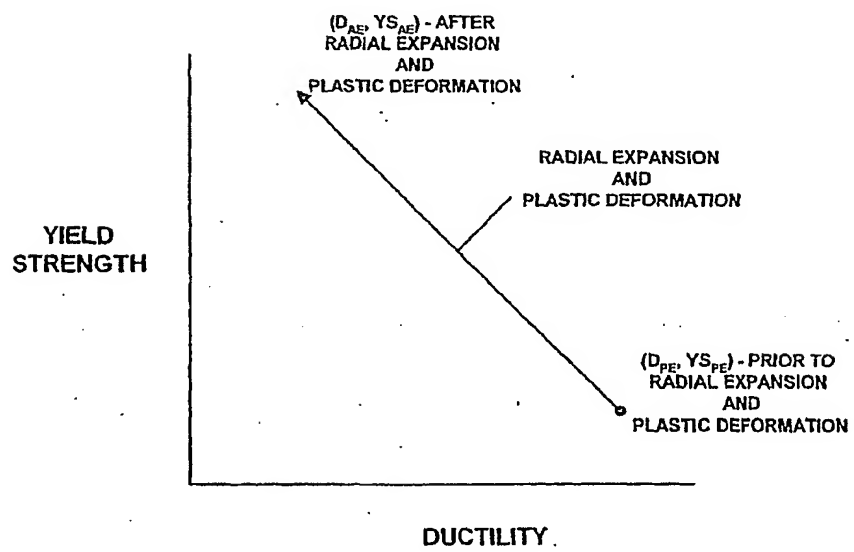 (D_AE, YS_AE) - AFTER
RADIAL EXPANSION
AND
PLASTIC DEFORMATION
RADIAL EXPANSION
AND
PLASTIC DEFORMATION
YIELD
STRENGTH
(D_PE, YS_PE) - PRIOR TO
RADIAL EXPANSION
AND
PLASTIC DEFORMATION
DUCTILITY